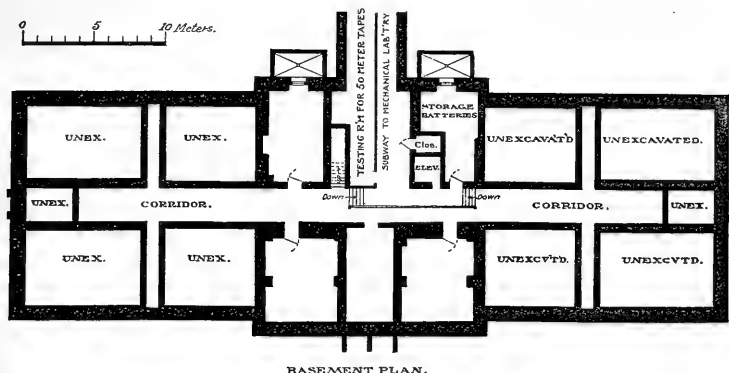 0 5 10 Meters.
TESTING R'M FOR 50 METER TAPES
SUBWAY TO MECHANICAL LAB'T'RY
STORAGE
BATTERIES
UNEX.
UNEX.
UNEXCAVAT'D
UNEXCAVATED.
Clos.
ELEV.
Down
Down
UNEX.
CORRIDOR.
CORRIDOR.
UNEX.
UNEX.
UNEX.
UNEXCV'TD.
UNEXCVTD.
BASEMENT PLAN.